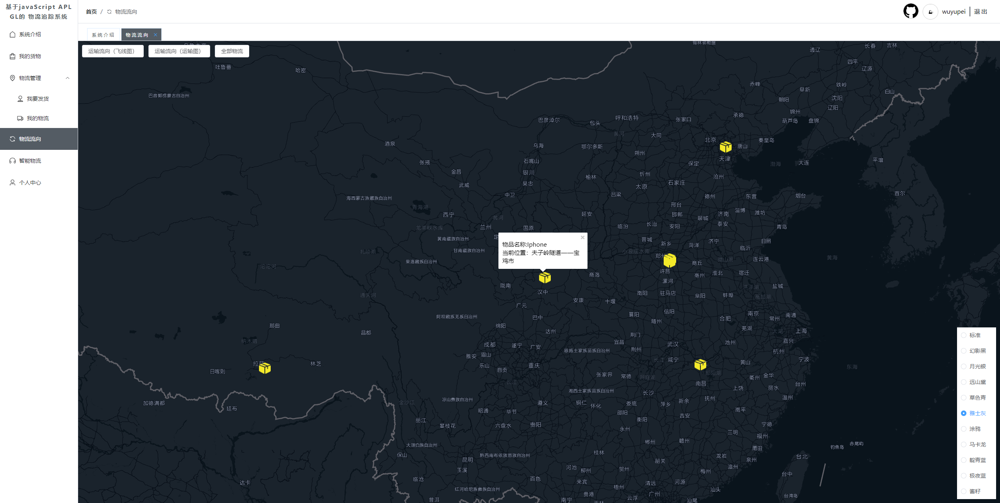 基于javaScript APL
GL的 物流追踪系统
系统介绍
我的货物
物流管理
我要发货
我的物流
物流流向
智能物流
个人中心
首页 / 物流流向
wuyupei 退出
系统介绍
物流流向
运输流向（飞线图）
运输流向（运输图）
全部物流
锡林郭勒盟
通辽
长春
吉林
四平
辽源
吐鲁番
哈密
赤峰
铁岭
阜新
白山
沈阳
巴音郭楞蒙古自治州
朝阳
辽阳
锦州
承德
呼和浩特
张家口
巴彦淖尔
葫芦岛
盘锦
包头
黄河
大同
北京
秦皇岛
酒泉
乌海
鄂尔多斯
唐山
朔州
天津
平壤
石嘴山
张掖
保定
大连
渤海
金昌
银川
忻州
榆林
沧州
石家庄
吴忠
武威
太原
首尔
中卫
吕梁
德州
东营
烟台
海西蒙古族藏族自治州
青海湖
邢台
西宁
延安
邯郸
济南
淄博
潍坊
黄河
聊城
龙羊峡水库
兰州
固原
临汾
长治
安阳
泰安
青岛
黄南藏族自治州
定
晋城
新乡
菏泽
济宁
日照
临沂
甘南藏族自治州
扎陵湖
小浪底水库
物品名称:Iphone
当前位置：夫子岭隧道——宝
鸡市
郑州
微山湖
连云港
黄海
果洛藏族自治州
商丘
沱沱河
许昌
亳州
淮北
宿迁
商洛
漯河
陇南
汉中
洪泽湖
盐城
通天河
南阳
驻马店
阜阳
蚌埠
高邮湖
安康
十堰
广元
襄阳
信阳
南京
南通
阿坝藏族羌族自治州
巴中
随州
合肥
常州
那曲
绵阳
芜湖
太湖
上海
昌都
达州
荆门
纳木错
成都
遂宁
广安
宜昌
武汉
池州
嘉兴
恩施土家族苗族自治州
荆州
杭州
雅安
眉山
长江
咸宁
黄山
宁波
拉萨
林芝
乐山
重庆
东海
日喀则
自贡
张家界
常德
洞庭湖
鄱阳湖
衢州
金华
长江
南昌
台州
湘西土家族苗族自治州
长沙
上饶
丽水
加德满都
金沙江
凉山彝族自治州
遵义
铜仁
怀化
娄底
萍乡
新余
抚州
温州
廷布
昭通
毕节
邵阳
吉安
南平
丽江
攀枝花
六盘水
贵阳
衡阳
宁德
永州
三明
福州
大理白族自治州
郴州
赣州
莆田
钓鱼岛
赤尾屿
保山
黔西南布依族苗族自治州
桂林
龙岩
台北
昆明
韶关
泉州
玉溪
河池
柳州
贺州
梅州
漳州
台中
临沧
百色
来宾
清远
河源
达卡
红河哈尼族彝族自治州
梧州
汕头
贵港
广州
台湾岛
普洱
南宁
云浮
汕尾
标准
幻影黑
月光银
远山黛
草色青
雅士灰
涂鸦
马卡龙
靛青蓝
极夜蓝
酱籽